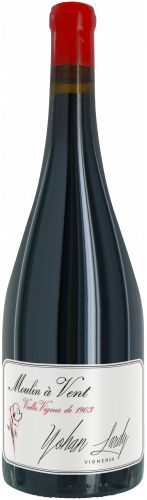 Moulin à Vent
Vieilles Vignes de 1903
Yohan Lardy
VIGNERON